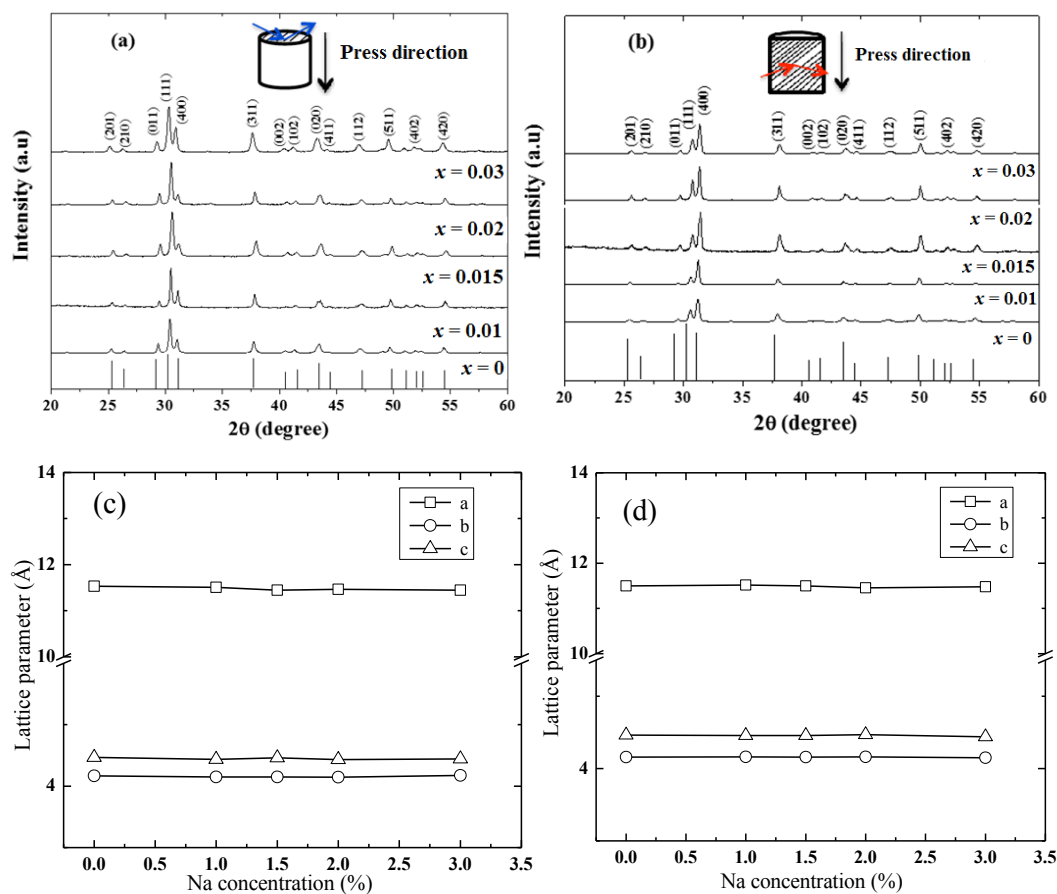 (a)
Press direction
(201)
(210)
(011)
(111)
(400)
(311)
(002)
(102)
(020)
(411)
(112)
(511)
(402)
(420)
x = 0.03
x = 0.02
x = 0.015
x = 0.01
x = 0
Intensity (a.u)
20 25 30 35 40 45 50 55 60
2θ (degree)
(b)
Press direction
(201)
(210)
(011)
(111)
(400)
(311)
(002)
(102)
(020)
(411)
(112)
(511)
(402)
(420)
x = 0.03
x = 0.02
x = 0.015
x = 0.01
x = 0
Intensity (a.u)
20 25 30 35 40 45 50 55 60
2θ (degree)
(c)
a
b
c
14
12
10
4
Lattice parameter (Å)
0.0 0.5 1.0 1.5 2.0 2.5 3.0 3.5
Na concentration (%)
(d)
a
b
c
14
12
10
4
Lattice parameter (Å)
0.0 0.5 1.0 1.5 2.0 2.5 3.0 3.5
Na concentration (%)